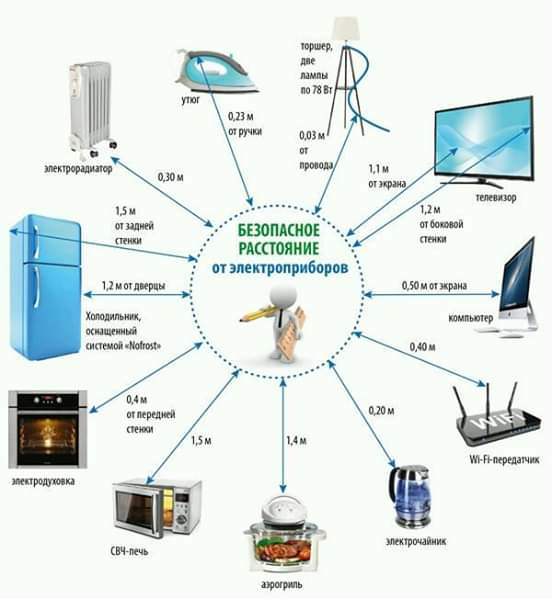 торшер,
две
лампы
по 78 Вт
утюг
0,23 м
от ручки
0,03 м
от
провода
электрорадиатор
0,30 м
1,1 м
от экрана
телевизор
1,2 м
от боковой
стенки
1,5 м
от задней
стенки
БЕЗОПАСНОЕ
РАССТОЯНИЕ
от электроприборов
1,2 м от дверцы
0,50 м от экрана
компьютер
Холодильник,
оснащенный
системой «Nofrost»
0,40 м
WiFi
Wi-Fi-передатчик
0,4 м
от передней
стенки
электродуховка
1,5 м
1,4 м
0,20 м
СВЧ-печь
аэрогриль
электрочайник